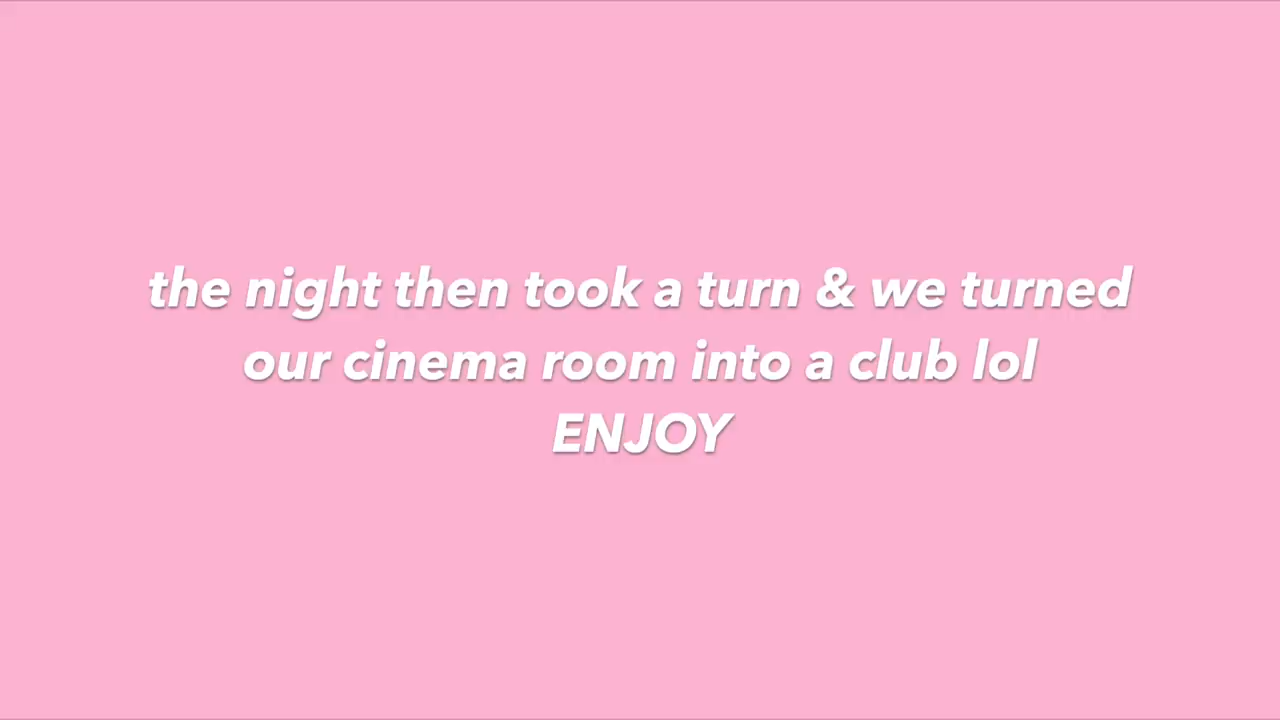 the night then took a turn & we turned
our cinema room into a club lol
ENJOY